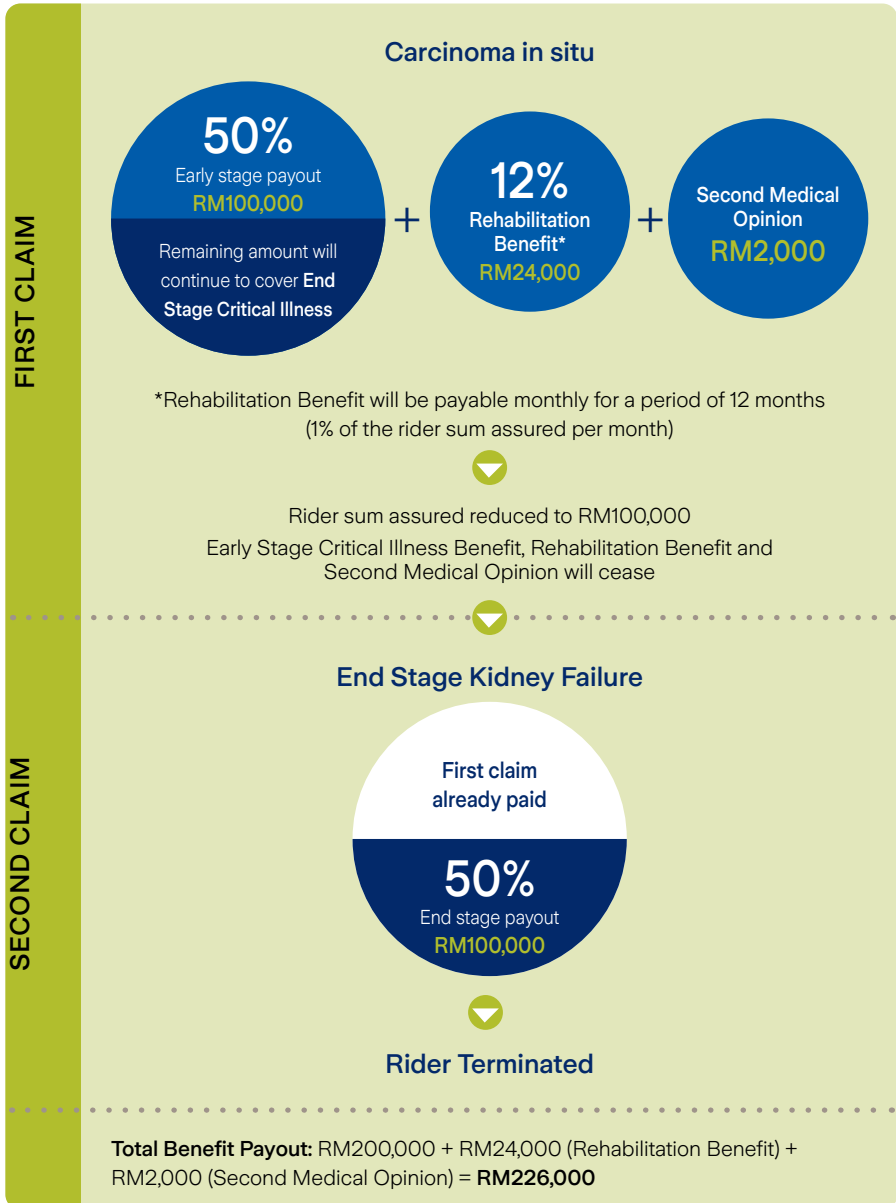 FIRST CLAIM
Carcinoma in situ
50%
Early stage payout
RM100,000
Remaining amount will
continue to cover End
Stage Critical Illness
+
12%
Rehabilitation
Benefit*
RM24,000
+
Second Medical
Opinion
RM2,000
*Rehabilitation Benefit will be payable monthly for a period of 12 months
(1% of the rider sum assured per month)
Rider sum assured reduced to RM100,000
Early Stage Critical Illness Benefit, Rehabilitation Benefit and
Second Medical Opinion will cease
SECOND CLAIM
End Stage Kidney Failure
First claim
already paid
50%
End stage payout
RM100,000
Rider Terminated
Total Benefit Payout: RM200,000 + RM24,000 (Rehabilitation Benefit) +
RM2,000 (Second Medical Opinion) = RM226,000